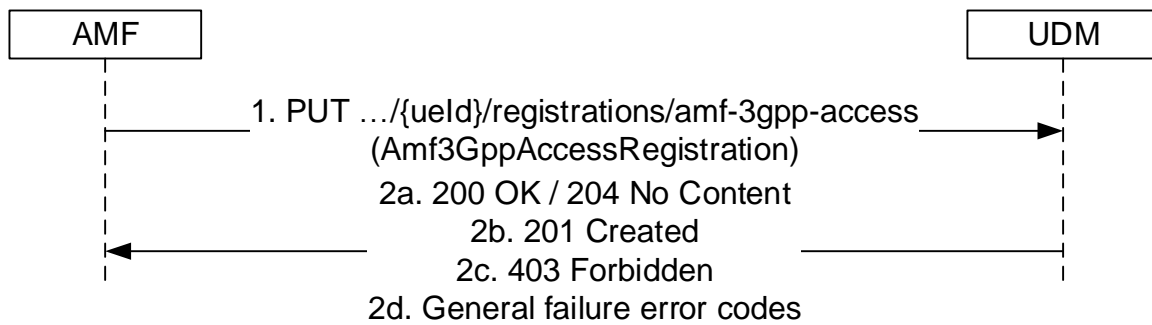 AMF
UDM
1. PUT …/{ueId}/registrations/amf-3gpp-access
(Amf3GppAccessRegistration)
2a. 200 OK / 204 No Content
2b. 201 Created
2c. 403 Forbidden
2d. General failure error codes